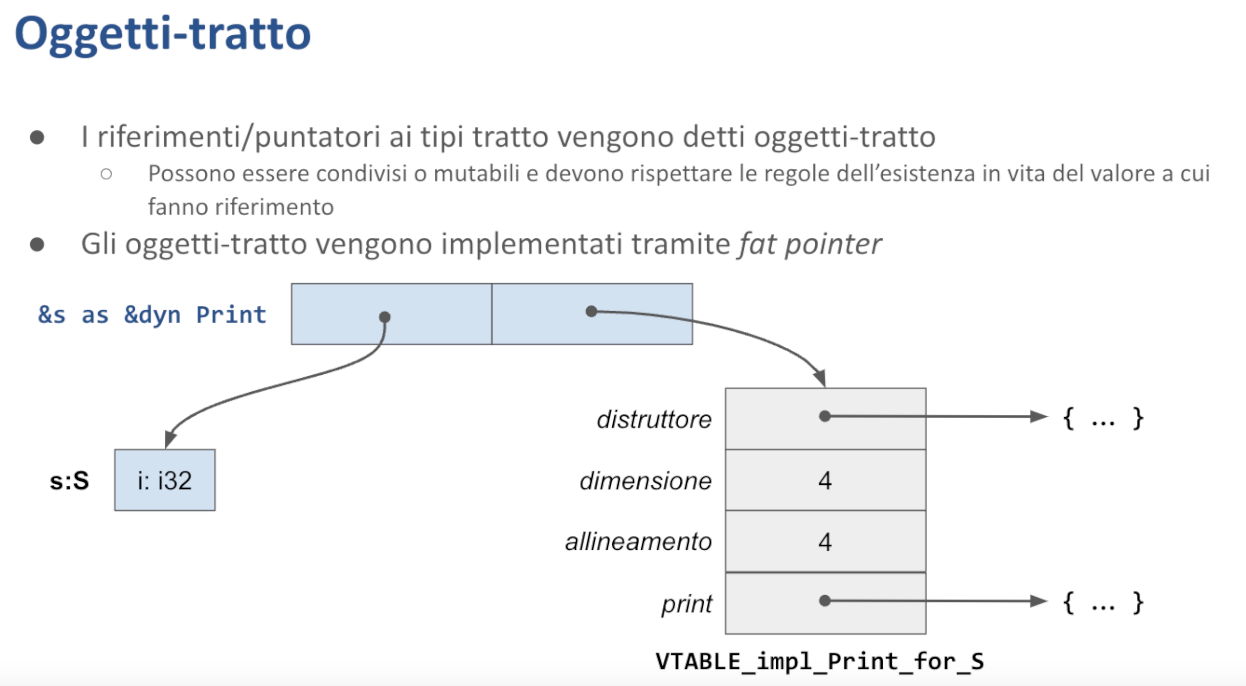 Oggetti-tratto
● I riferimenti/puntatori ai tipi tratto vengono detti oggetti-tratto
○ Possono essere condivisi o mutabili e devono rispettare le regole dell’esistenza in vita del valore a cui
fanno riferimento
● Gli oggetti-tratto vengono implementati tramite fat pointer
&s as &dyn Print
distruttore { … }
s:S i: i32 dimensione 4
allineamento 4
print { … }
VTABLE_impl_Print_for_S